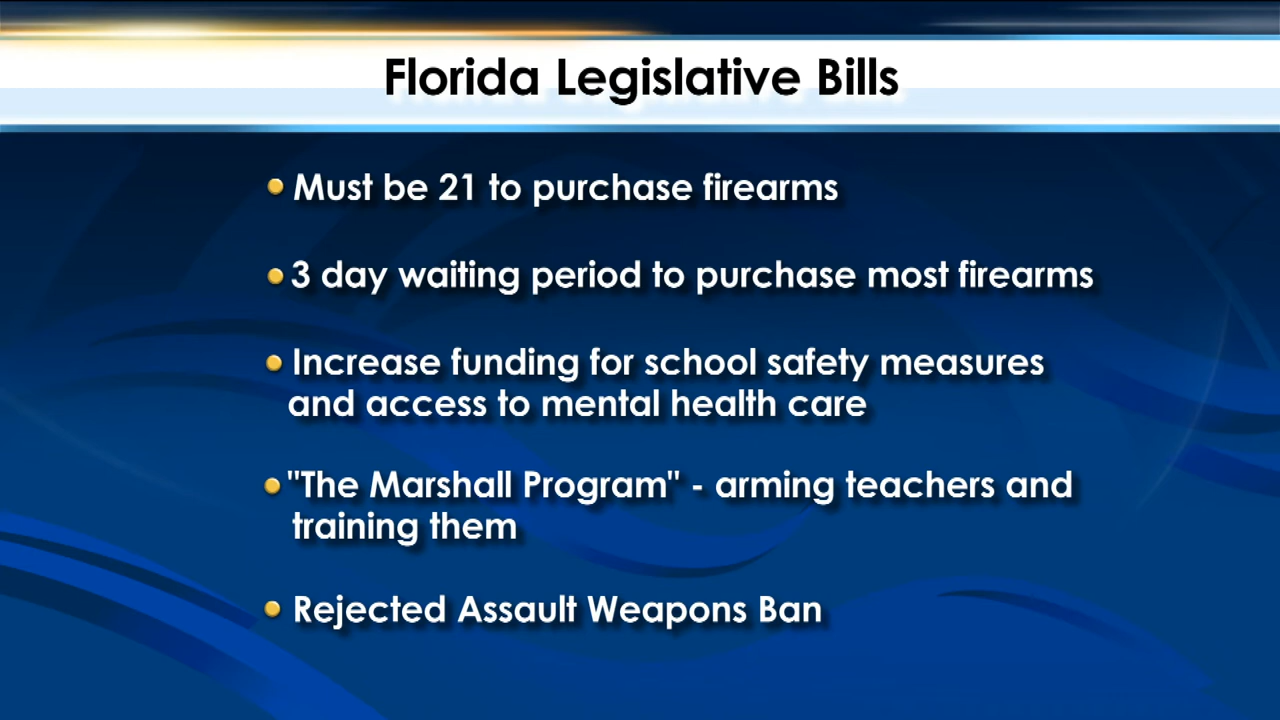 Florida Legislative Bills
• Must be 21 to purchase firearms
• 3 day waiting period to purchase most firearms
• Increase funding for school safety measures
and access to mental health care
• "The Marshall Program" - arming teachers and
training them
• Rejected Assault Weapons Ban